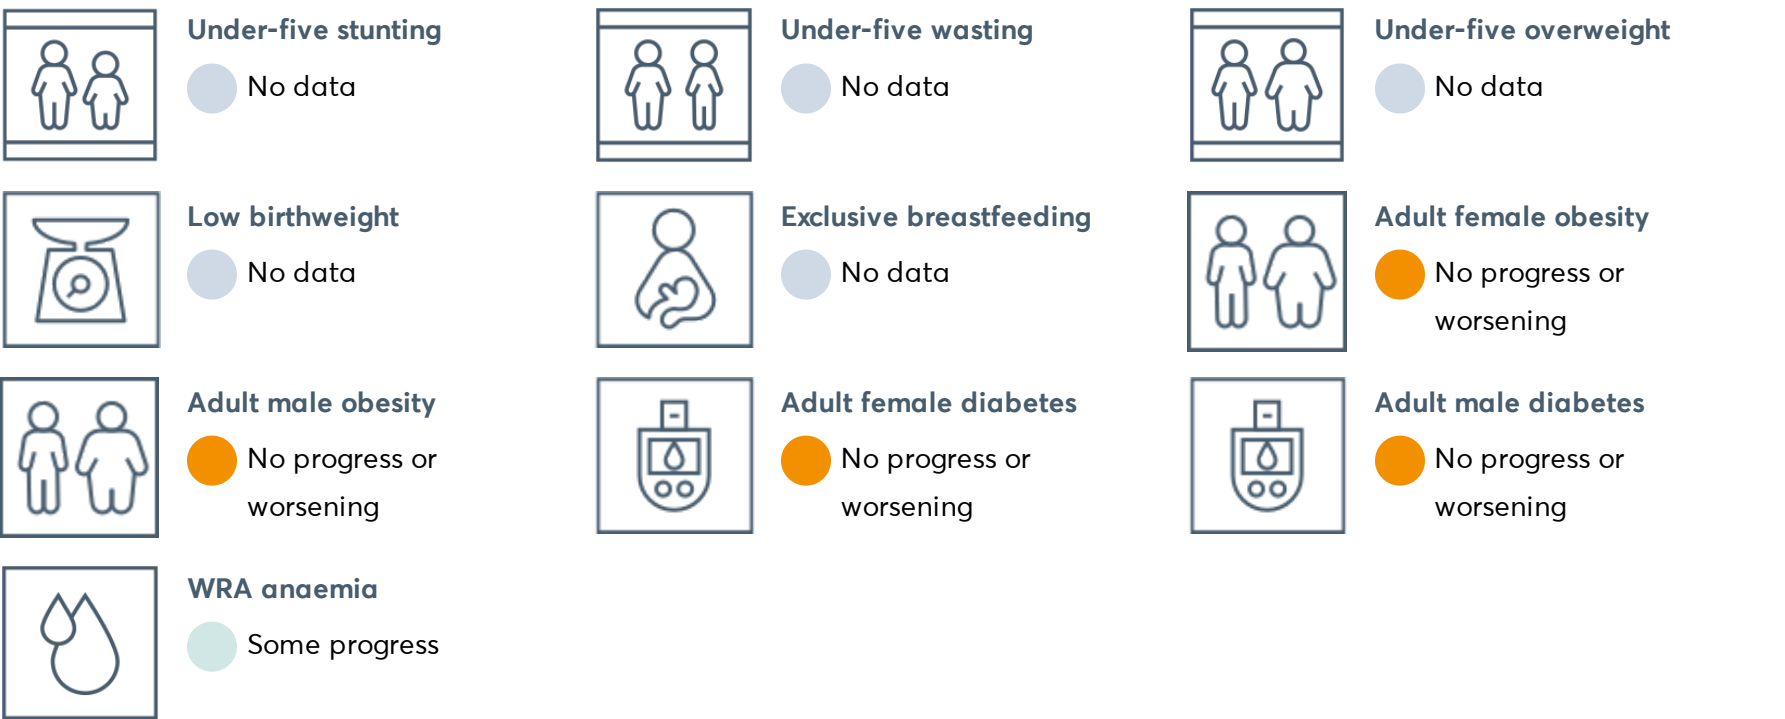 Under-five stunting
No data
Under-five wasting
No data
Under-five overweight
No data
Low birthweight
No data
Exclusive breastfeeding
No data
Adult female obesity
No progress or
worsening
Adult male obesity
No progress or
worsening
Adult female diabetes
No progress or
worsening
Adult male diabetes
No progress or
worsening
WRA anaemia
Some progress